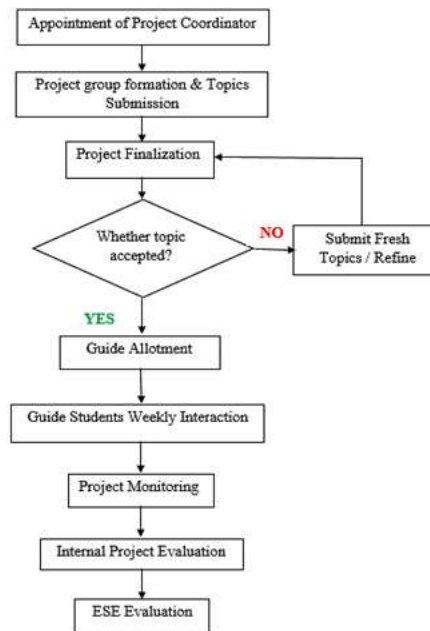 Appointment of Project Coordinator
Project group formation & Topics
Submission
Project Finalization
Whether topic
accepted?
NO
Submit Fresh
Topics / Refine
YES
Guide Allotment
Guide Students Weekly Interaction
Project Monitoring
Internal Project Evaluation
ESE Evaluation